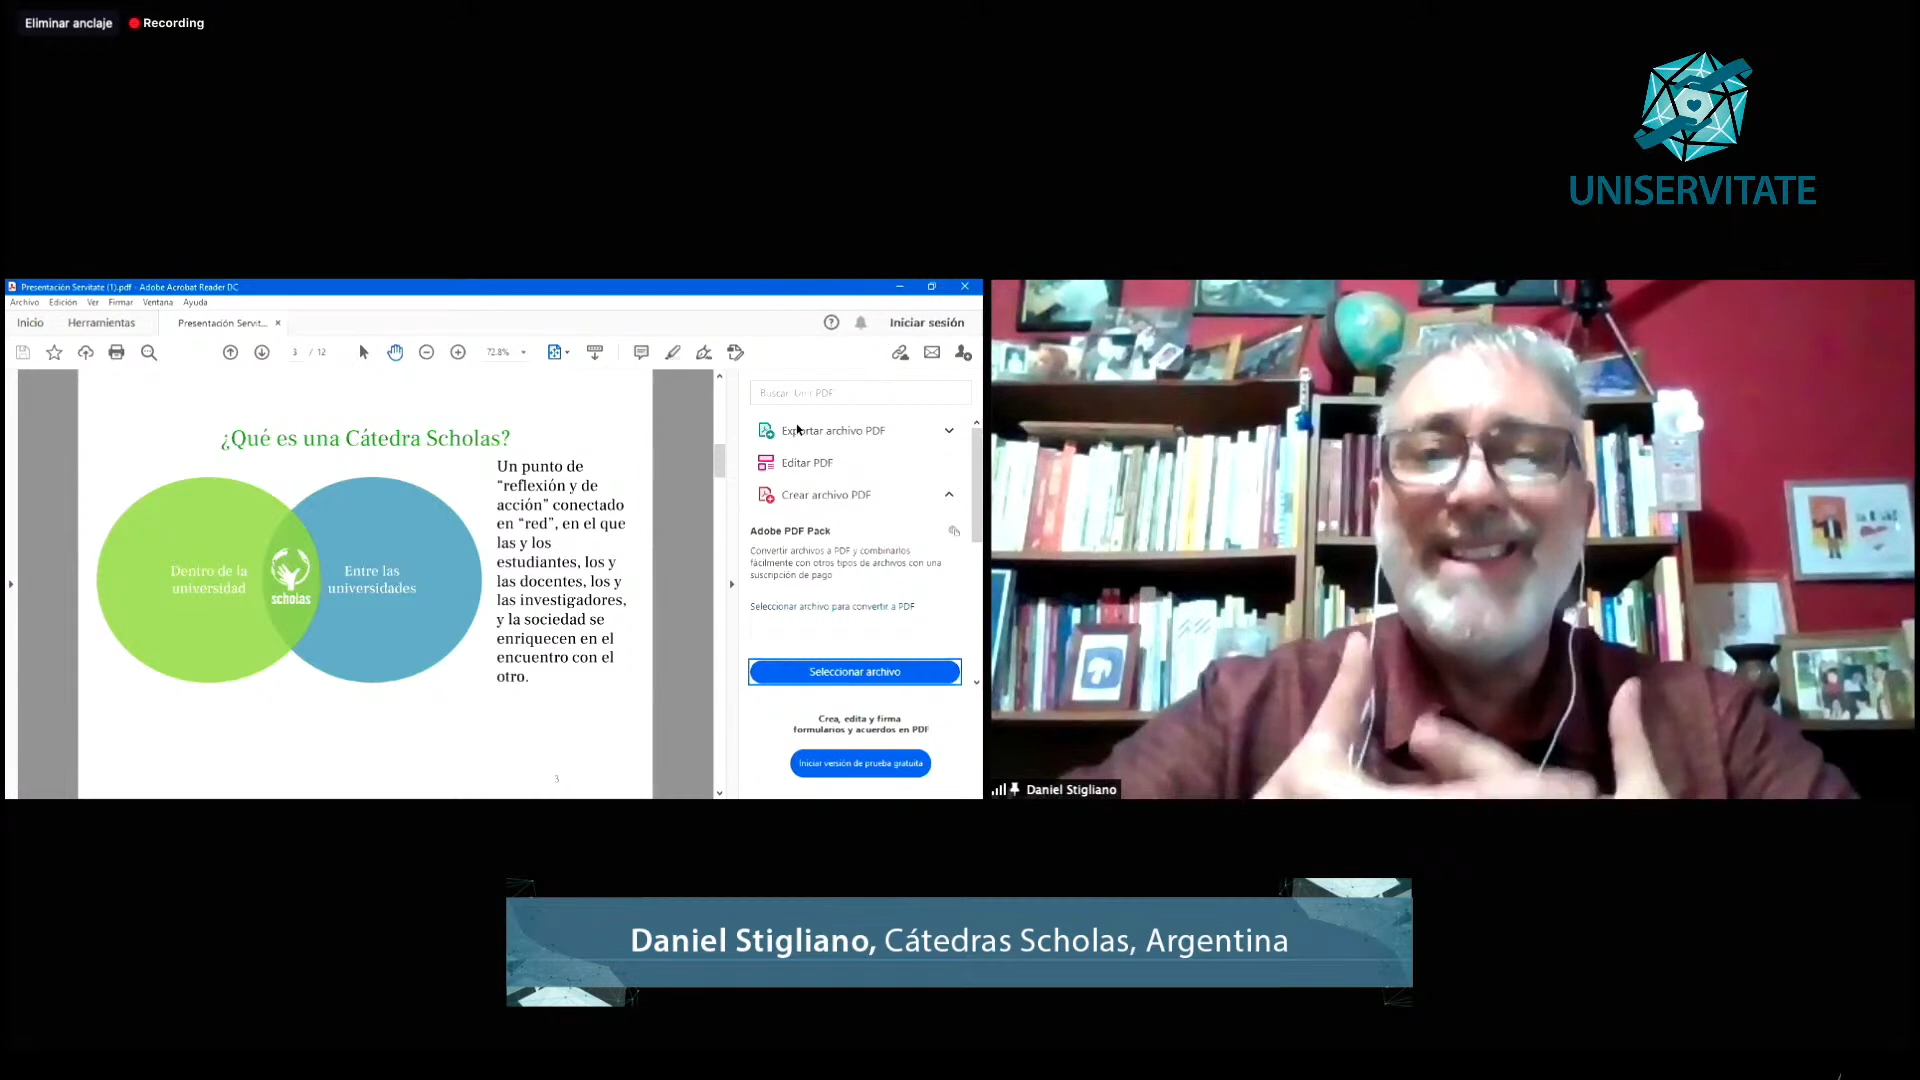 Eliminar anclaje
Recording
UNISERVITATE
Presentación Servitate (1).pdf - Adobe Acrobat Reader DC
Archivo Edición Ver Firmar Ventana Ayuda
Inicio Herramientas Presentación Servit... × Iniciar sesión
3 / 12 72.8%
¿Qué es una Cátedra Scholas?
Dentro de la
universidad
scholas
Entre las
universidades
Un punto de
“reflexión y de
acción” conectado
en “red”, en el que
las y los
estudiantes, los y
las docentes, los y
las investigadores,
y la sociedad se
enriquecen en el
encuentro con el
otro.
3
Buscar 'Unir PDF'
Exportar archivo PDF
Editar PDF
Crear archivo PDF
Adobe PDF Pack
Convertir archivos a PDF y combinarlos
fácilmente con otros tipos de archivos con una
suscripción de pago
Seleccionar archivo para convertir a PDF
Seleccionar archivo
Crea, edita y firma
formularios y acuerdos en PDF
Iniciar versión de prueba gratuita
Daniel Stigliano
Daniel Stigliano, Cátedras Scholas, Argentina